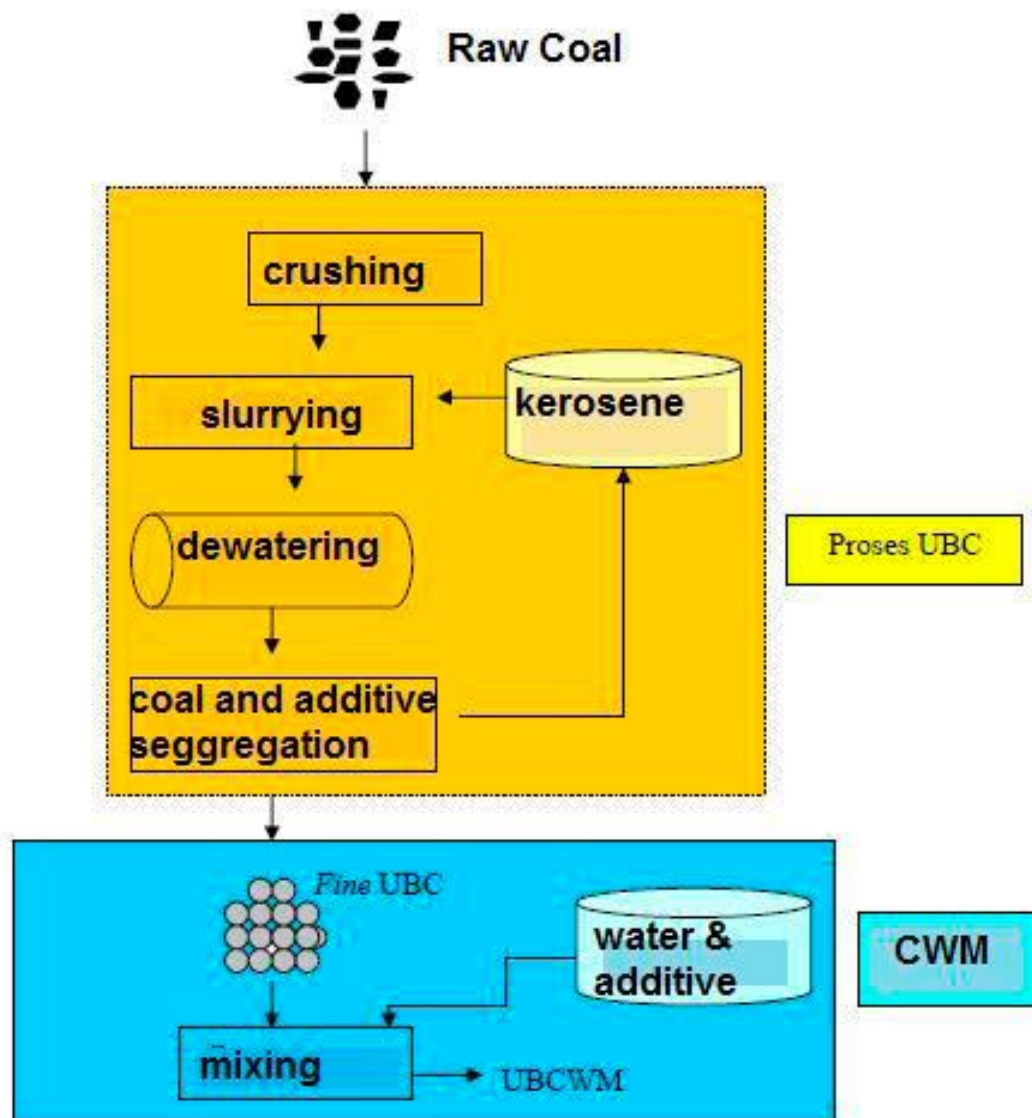 Raw Coal
crushing
slurrying
kerosene
dewatering
Proses UBC
coal and additive
seggregation
Fine UBC
water &
additive
CWM
mixing
UBCWM